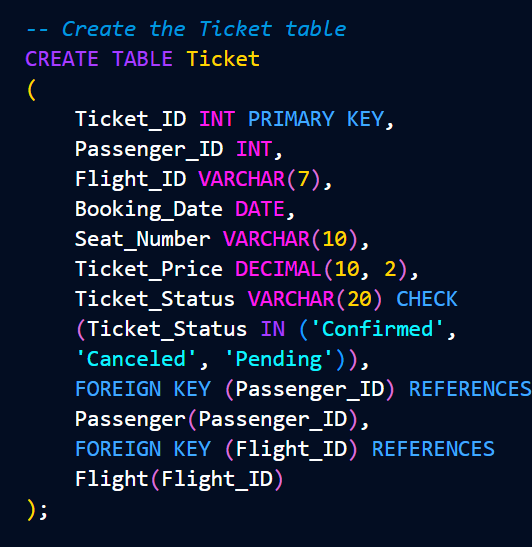 -- Create the Ticket table
CREATE TABLE Ticket
(
    Ticket_ID INT PRIMARY KEY,
    Passenger_ID INT,
    Flight_ID VARCHAR(7),
    Booking_Date DATE,
    Seat_Number VARCHAR(10),
    Ticket_Price DECIMAL(10, 2),
    Ticket_Status VARCHAR(20) CHECK
    (Ticket_Status IN ('Confirmed',
    'Canceled', 'Pending')),
    FOREIGN KEY (Passenger_ID) REFERENCES
    Passenger(Passenger_ID),
    FOREIGN KEY (Flight_ID) REFERENCES
    Flight(Flight_ID)
);